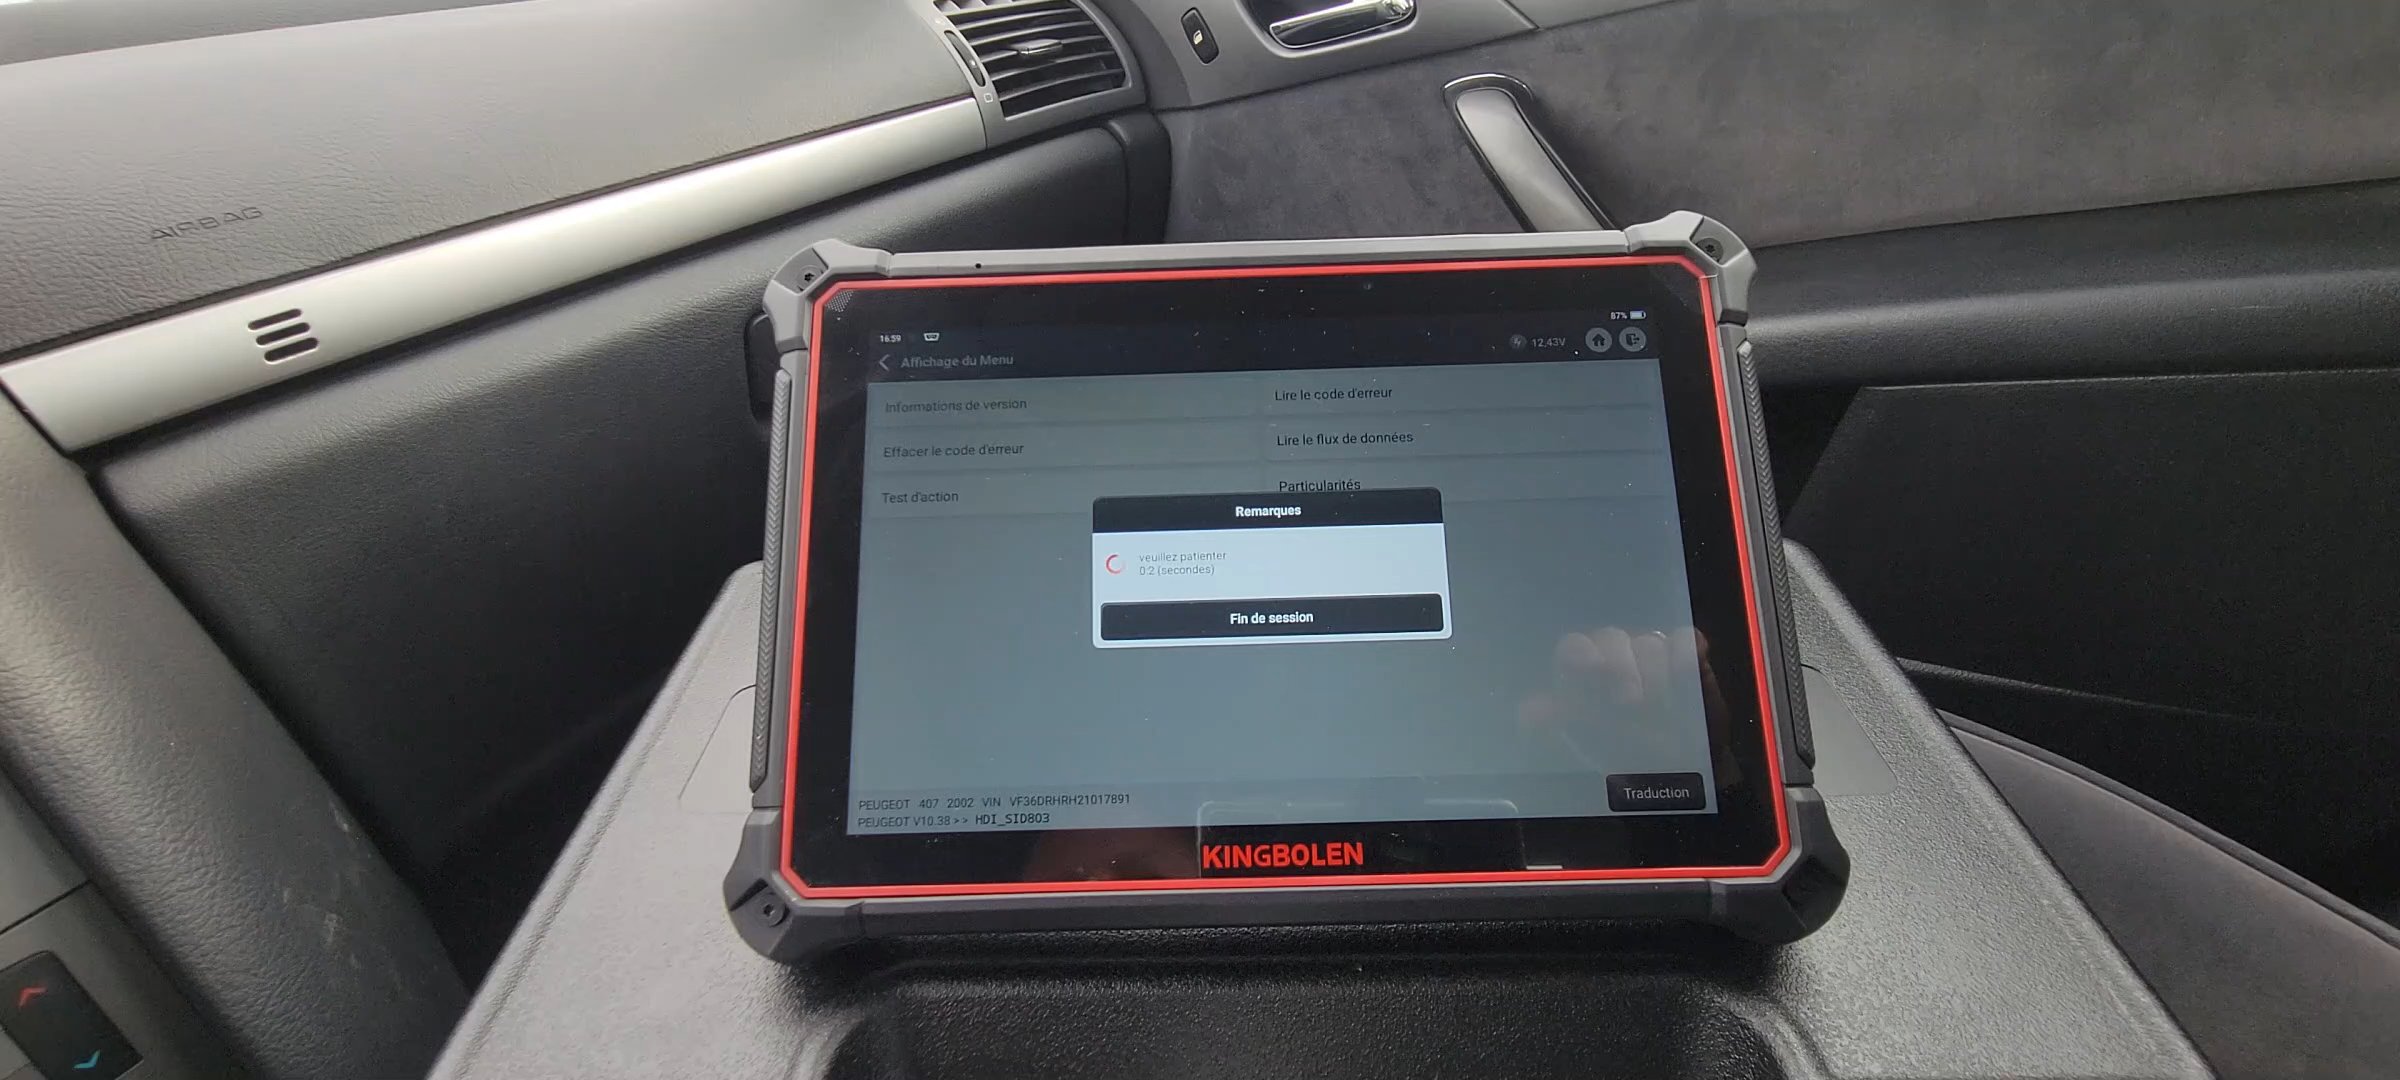 AIRBAG
16:59
87%
12,43V
Affichage du Menu
Informations de version
Lire le code d'erreur
Effacer le code d'erreur
Lire le flux de données
Test d'action
Particularités
Remarques
veuillez patienter
0:2 (secondes)
Fin de session
PEUGEOT 407 2002 VIN VF36DRHRH21017891
PEUGEOT V10.38 >> HDI_SID803
Traduction
KINGBOLEN